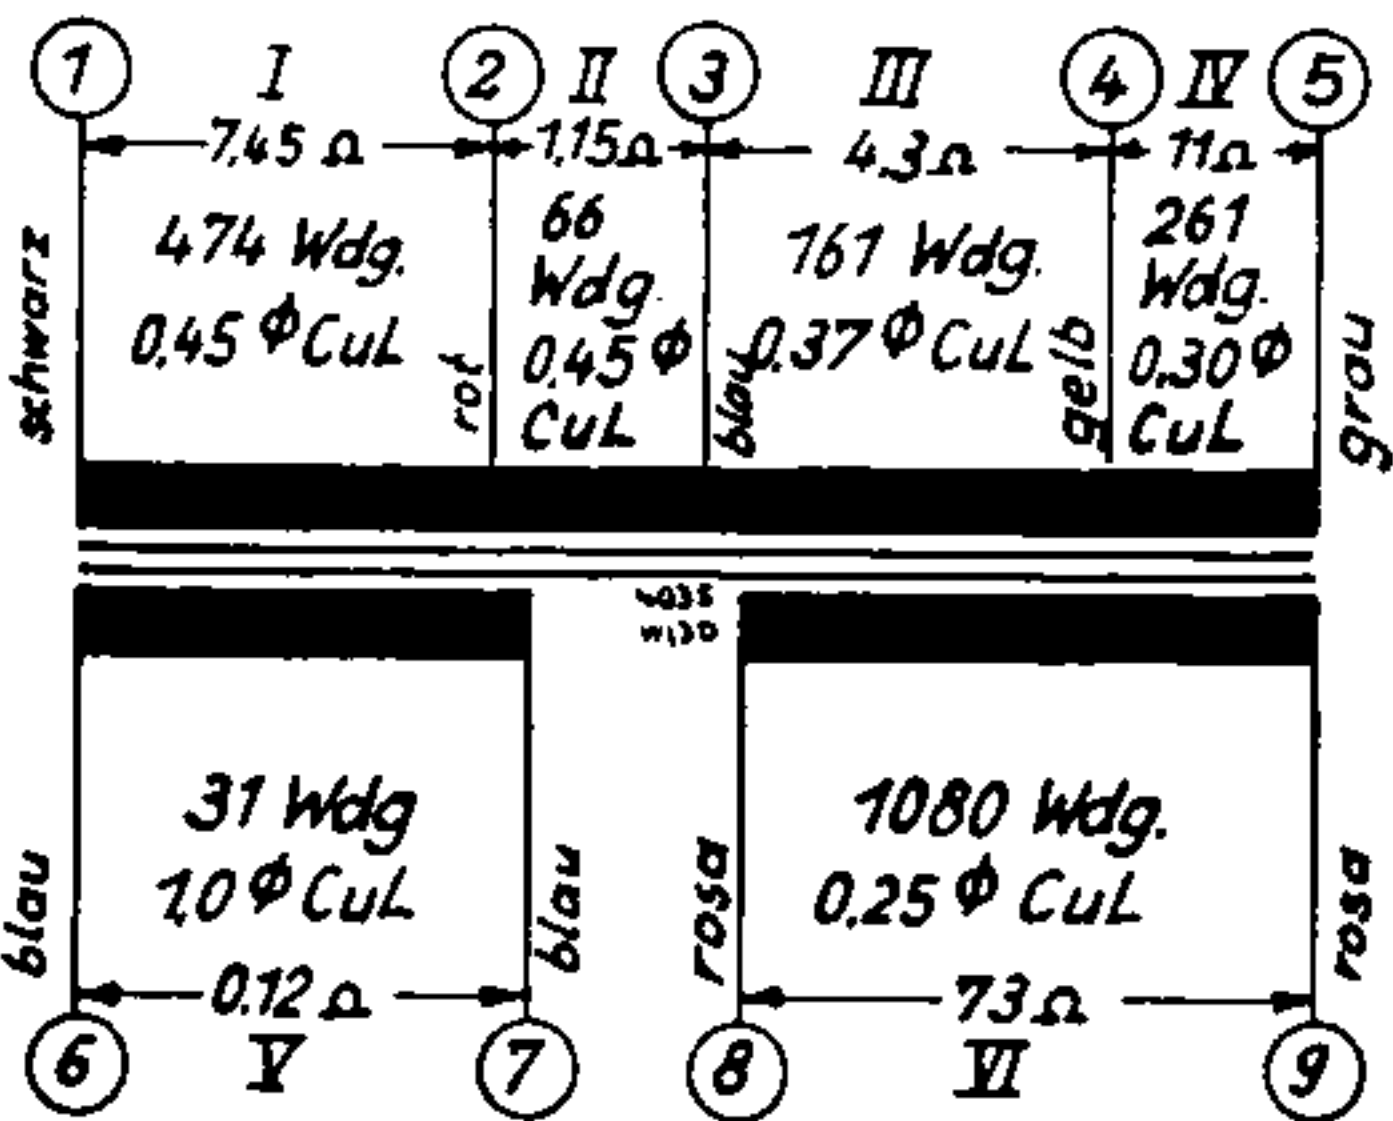 1 I 2 II 3 III 4 IV 5
7,45 Ω 1,15 Ω 4,3 Ω 11 Ω
474 Wdg.
0,45 ϕ CuL
66
Wdg.
0,45 ϕ
CuL
161 Wdg.
0,37 ϕ CuL
261
Wdg.
0,30 ϕ
CuL
schwarz
rot
blau
gelb
grau
31 Wdg
1,0 ϕ CuL
0,12 Ω
1080 Wdg.
0,25 ϕ CuL
73 Ω
blau
blau
rosa
rosa
6 V 7 8 VI 9